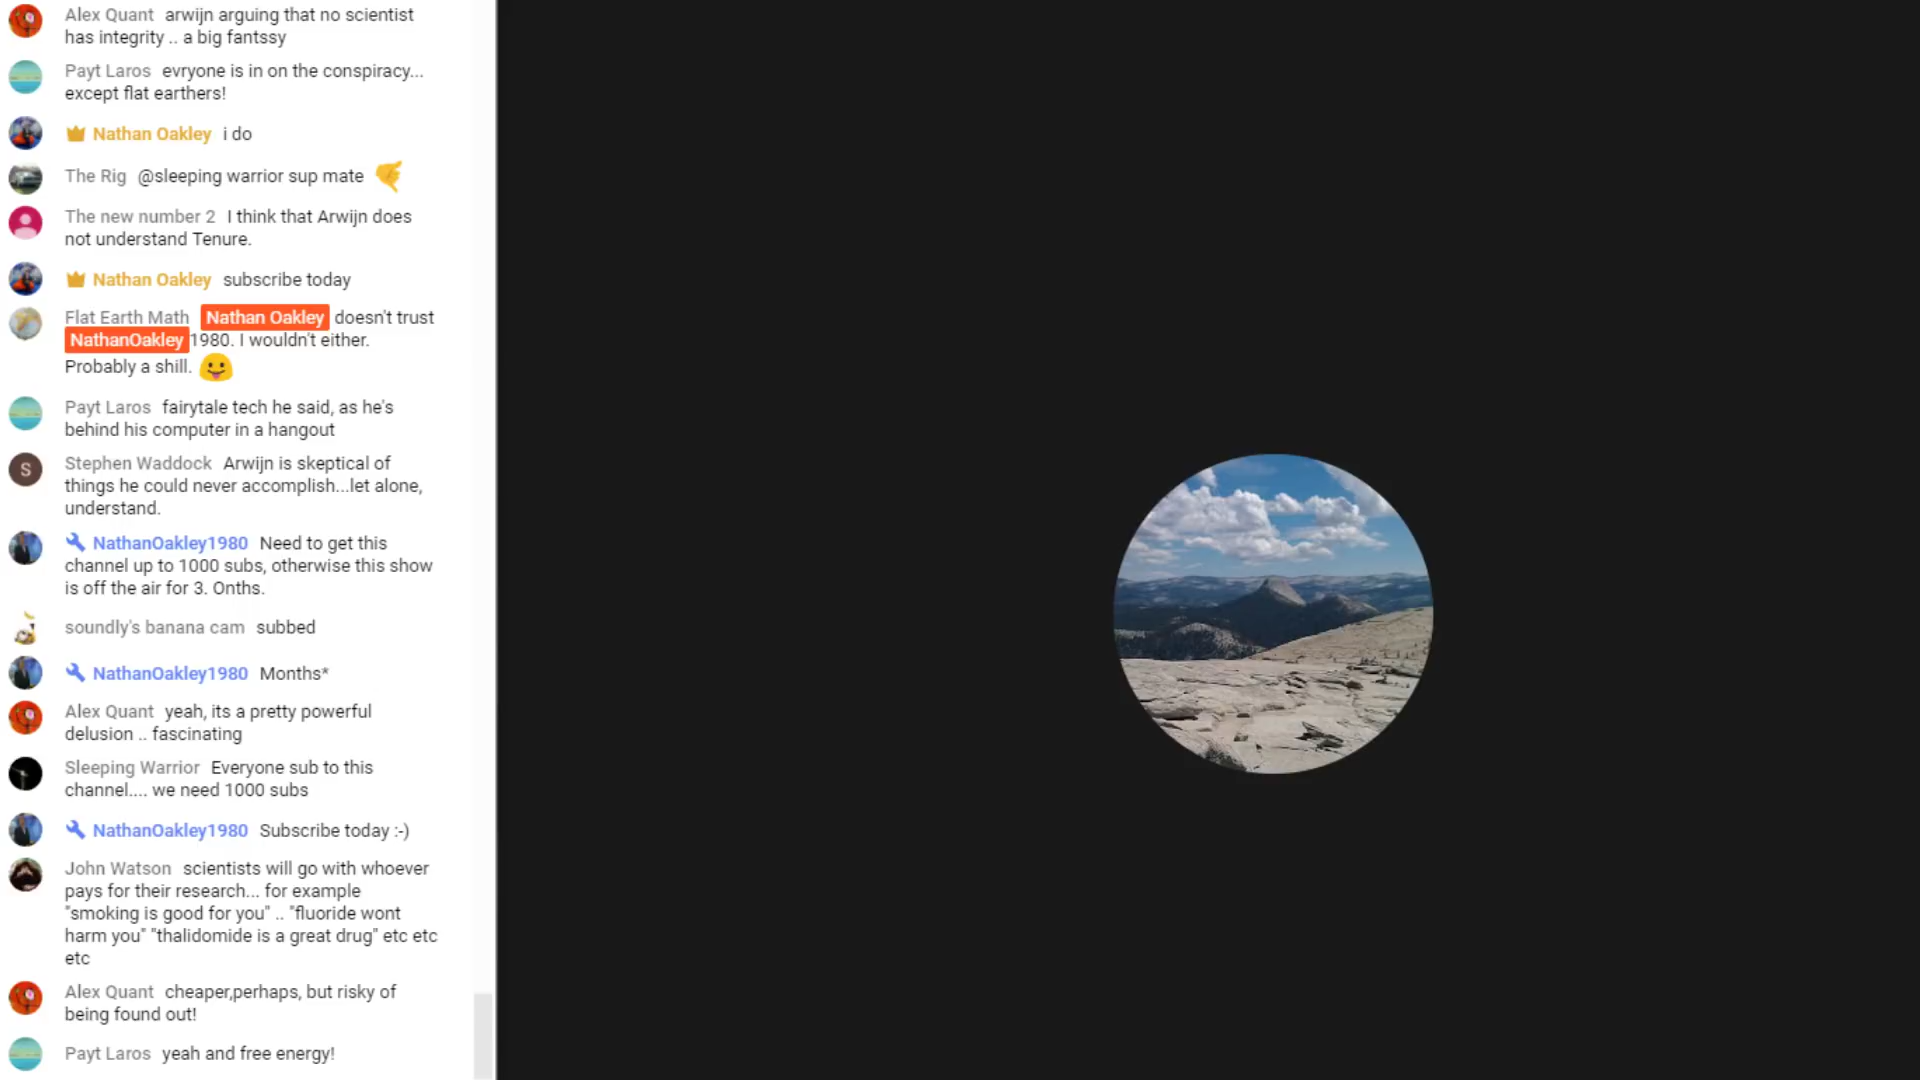 Alex Quant arwijn arguing that no scientist
has integrity .. a big fantssy
Payt Laros evryone is in on the conspiracy...
except flat earthers!
Nathan Oakley i do
The Rig @sleeping warrior sup mate
The new number 2 I think that Arwijn does
not understand Tenure.
Nathan Oakley subscribe today
Flat Earth Math Nathan Oakley doesn't trust
NathanOakley 1980. I wouldn't either.
Probably a shill.
Payt Laros fairytale tech he said, as he's
behind his computer in a hangout
S
Stephen Waddock Arwijn is skeptical of
things he could never accomplish...let alone,
understand.
NathanOakley1980 Need to get this
channel up to 1000 subs, otherwise this show
is off the air for 3. Onths.
soundly's banana cam subbed
NathanOakley1980 Months*
Alex Quant yeah, its a pretty powerful
delusion .. fascinating
Sleeping Warrior Everyone sub to this
channel.... we need 1000 subs
NathanOakley1980 Subscribe today :-)
John Watson scientists will go with whoever
pays for their research... for example
"smoking is good for you" .. "fluoride wont
harm you" "thalidomide is a great drug" etc etc
etc
Alex Quant cheaper,perhaps, but risky of
being found out!
Payt Laros yeah and free energy!